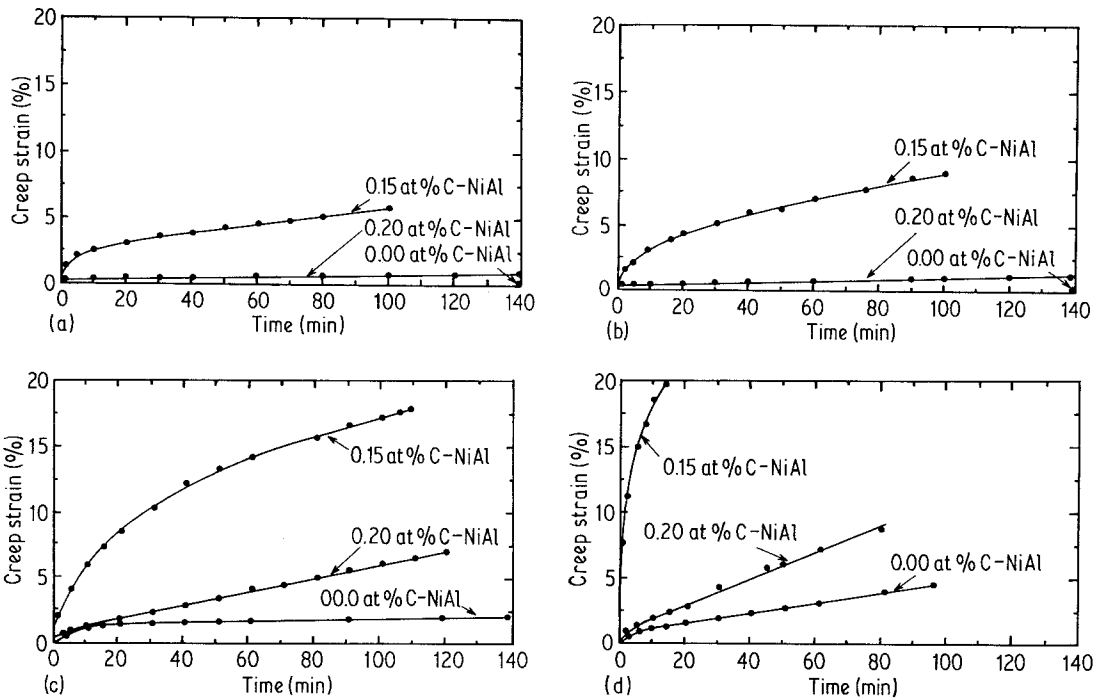 20
15
10
5
0
Creep strain (%)
0.15 at % C-NiAl
0.20 at % C-NiAl
0.00 at % C-NiAl
0 20 40 60 80 100 120 140
(a) Time (min)
20
15
10
5
0
Creep strain (%)
0.15 at % C-NiAl
0.20 at % C-NiAl
0.00 at % C-NiAl
0 20 40 60 80 100 120 140
(b) Time (min)
20
15
10
5
0
Creep strain (%)
0.15 at % C-NiAl
0.20 at % C-NiAl
00.0 at % C-NiAl
0 20 40 60 80 100 120 140
(c) Time (min)
20
15
10
5
0
Creep strain (%)
0.15 at % C-NiAl
0.20 at % C-NiAl
0.00 at % C-NiAl
0 20 40 60 80 100 120 140
(d) Time (min)